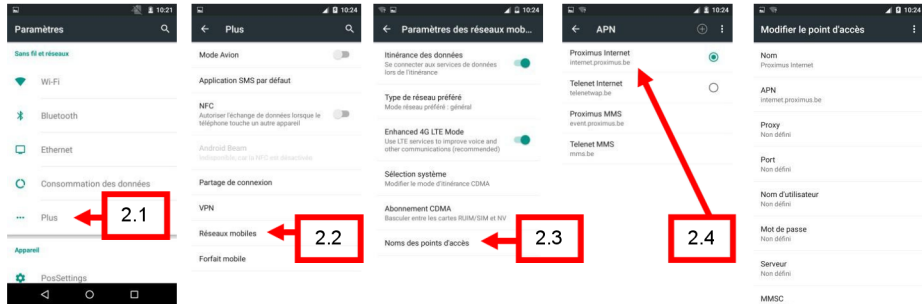 10:21
Paramètres
Sans fil et réseaux
Wi-Fi
Bluetooth
Ethernet
Consommation des données
Plus
2.1
Appareil
PosSettings
10:24
Plus
Mode Avion
Application SMS par défaut
NFC
Autoriser l'échange de données lorsque le
téléphone touche un autre appareil
Android Beam
Indisponible, car la NFC est désactivée
Partage de connexion
VPN
Réseaux mobiles
2.2
Forfait mobile
10:24
Paramètres des réseaux mob...
Itinérance des données
Se connecter aux services de données
lors de l'itinérance
Type de réseau préféré
Mode réseau préféré : général
Enhanced 4G LTE Mode
Use LTE services to improve voice and
other communications (recommended)
Sélection système
Modifier le mode d'itinérance CDMA
Abonnement CDMA
Basculer entre les cartes RUIM/SIM et NV
Noms des points d'accès
2.3
10:24
APN
Proximus Internet
internet.proximus.be
Telenet Internet
telenetwap.be
Proximus MMS
event.proximus.be
Telenet MMS
mms.be
2.4
10:24
Modifier le point d'accès
Nom
Proximus Internet
APN
internet.proximus.be
Proxy
Non défini
Port
Non défini
Nom d'utilisateur
Non défini
Mot de passe
Non défini
Serveur
Non défini
MMSC